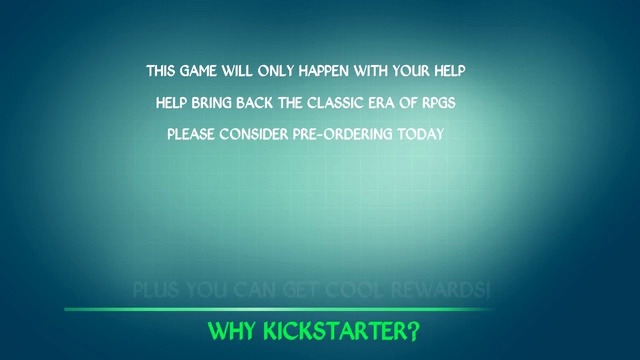 THIS GAME WILL ONLY HAPPEN WITH YOUR HELP
HELP BRING BACK THE CLASSIC ERA OF RPGS
PLEASE CONSIDER PRE-ORDERING TODAY
PLUS YOU CAN GET COOL REWARDS!
WHY KICKSTARTER?